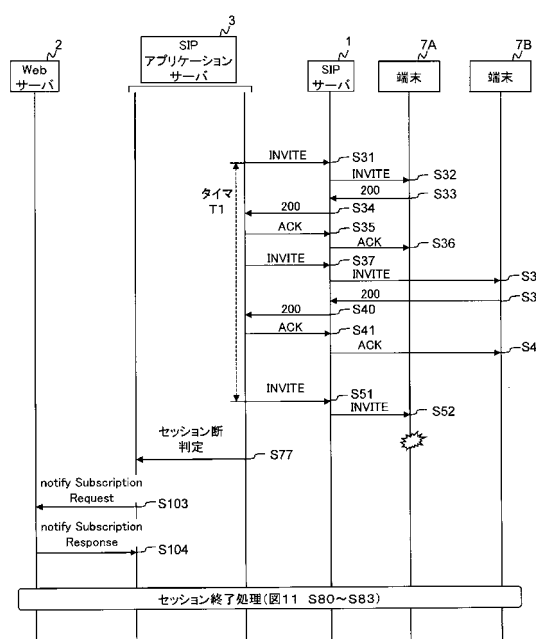 2
Web
サーバ
3
SIP
アプリケーション
サーバ
1
SIP
サーバ
7A
端末
7B
端末
INVITE
S31
INVITE
S32
タイマ
T1
200
S33
200
S34
ACK
S35
ACK
S36
INVITE
S37
INVITE
S3
200
S3
200
S40
ACK
S41
ACK
S4
INVITE
S51
INVITE
S52
セッション断
判定
S77
notify Subscription
Request
S103
notify Subscription
Response
S104
セッション終了処理(図11 S80~S83)